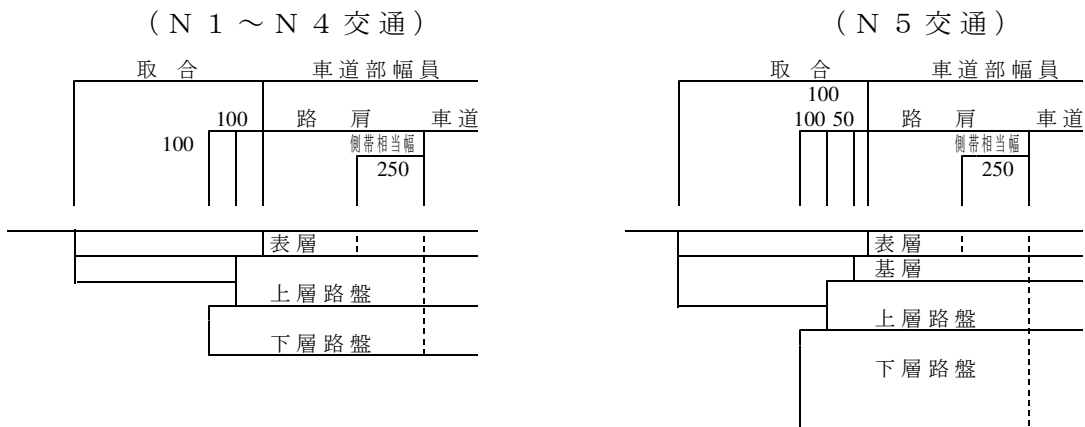 (N1～N4交通)
取合 車道部幅員
100 路肩 車道
100 側帯相当幅
250
表層
上層路盤
下層路盤
(N5交通)
取合 車道部幅員
100
100 50 路肩 車道
側帯相当幅
250
表層
基層
上層路盤
下層路盤